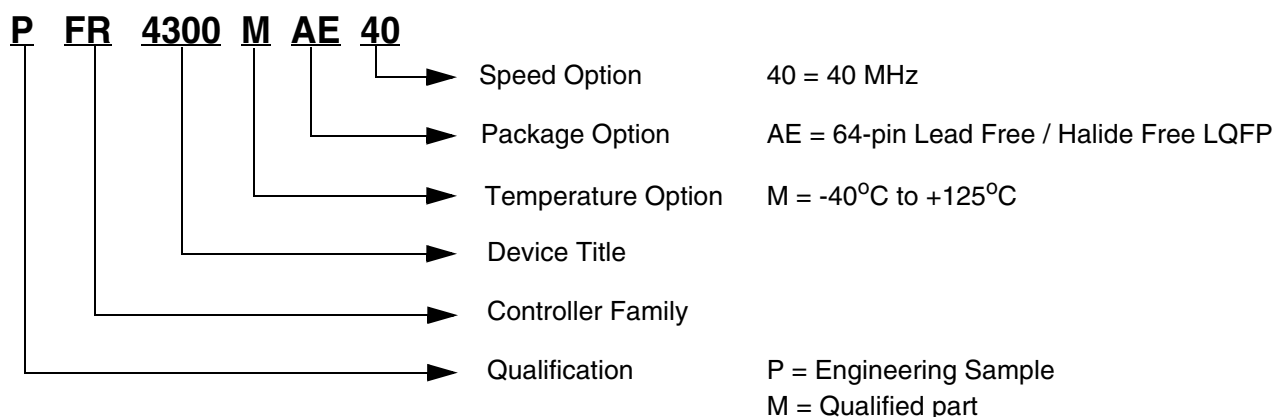 P FR 4300 M AE 40
Speed Option 40 = 40 MHz
Package Option AE = 64-pin Lead Free / Halide Free LQFP
Temperature Option M = -40°C to +125°C
Device Title
Controller Family
Qualification P = Engineering Sample
M = Qualified part